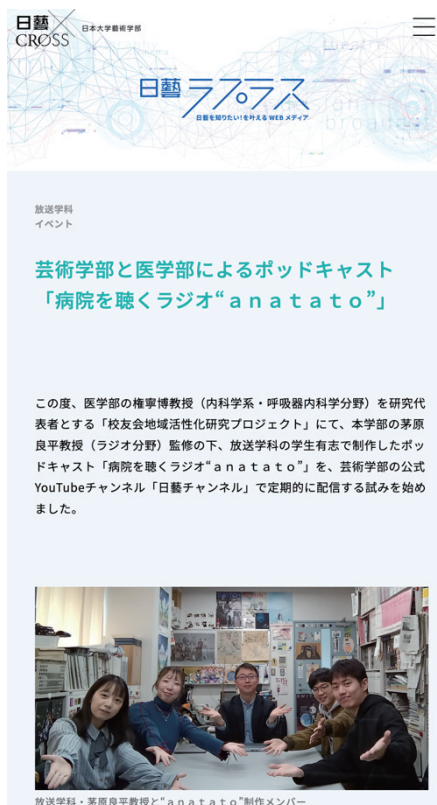 日藝
CRØSS
日本大学藝術学部
日藝ラプラス
日藝を知りたい!を叶える WEB メディア
放送学科
イベント
芸術学部と医学部によるポッドキャスト
「病院を聴くラジオ“ａｎａｔａｔｏ”」
この度、医学部の権寧博教授（内科学系・呼吸器内科学分野）を研究代
表者とする「校友会地域活性化研究プロジェクト」にて、本学部の茅原
良平教授（ラジオ分野）監修の下、放送学科の学生有志で制作したポッ
ドキャスト「病院を聴くラジオ“ａｎａｔａｔｏ”」を、芸術学部の公式
YouTubeチャンネル「日藝チャンネル」で定期的に配信する試みを始め
ました。
放送学科・茅原良平教授と“ａｎａｔａｔｏ”制作メンバー